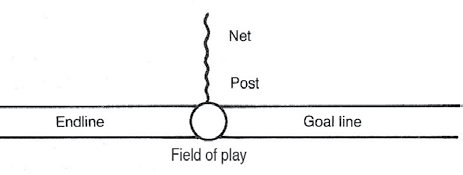 Net
Post
Endline
Goal line
Field of play